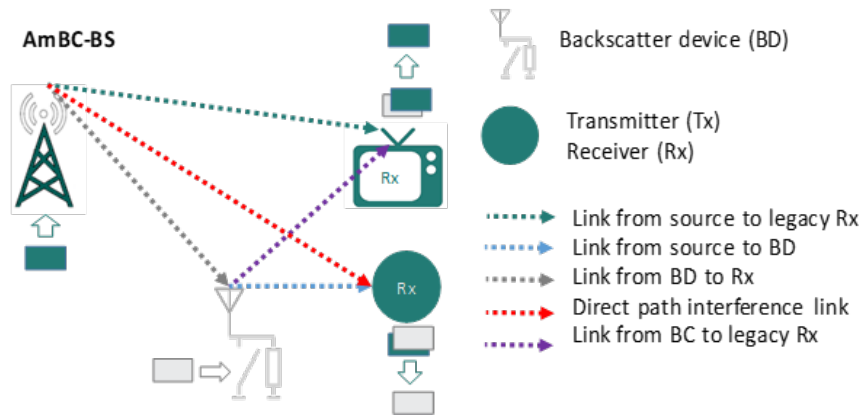 AmBC-BS
Backscatter device (BD)
Transmitter (Tx)
Receiver (Rx)
Rx
Rx
Link from source to legacy Rx
Link from source to BD
Link from BD to Rx
Direct path interference link
Link from BC to legacy Rx